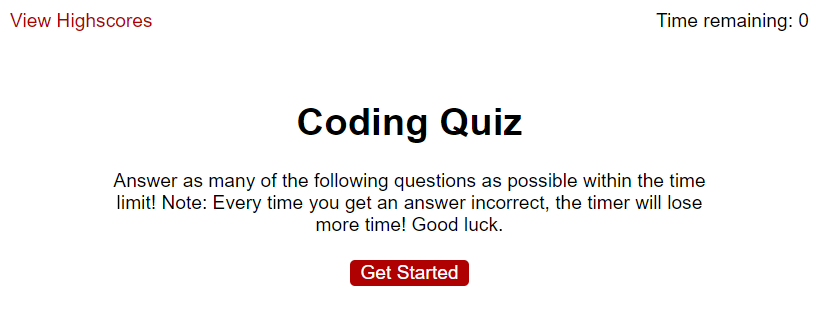 View Highscores
Time remaining: 0
Coding Quiz
Answer as many of the following questions as possible within the time
limit! Note: Every time you get an answer incorrect, the timer will lose
more time! Good luck.
Get Started